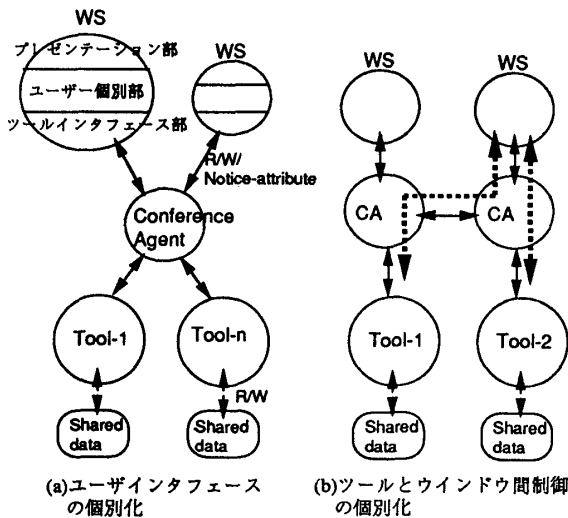 WS
プレゼンテーション部
ユーザー個別部
ツールインタフェース部
WS
R/W/
Notice-attribute
Conference
Agent
Tool-1
Tool-n
R/W
Shared
data
Shared
data
(a)ユーザインタフェース
の個別化
WS
WS
CA
CA
Tool-1
Tool-2
Shared
data
Shared
data
(b)ツールとウインドウ間制御
の個別化